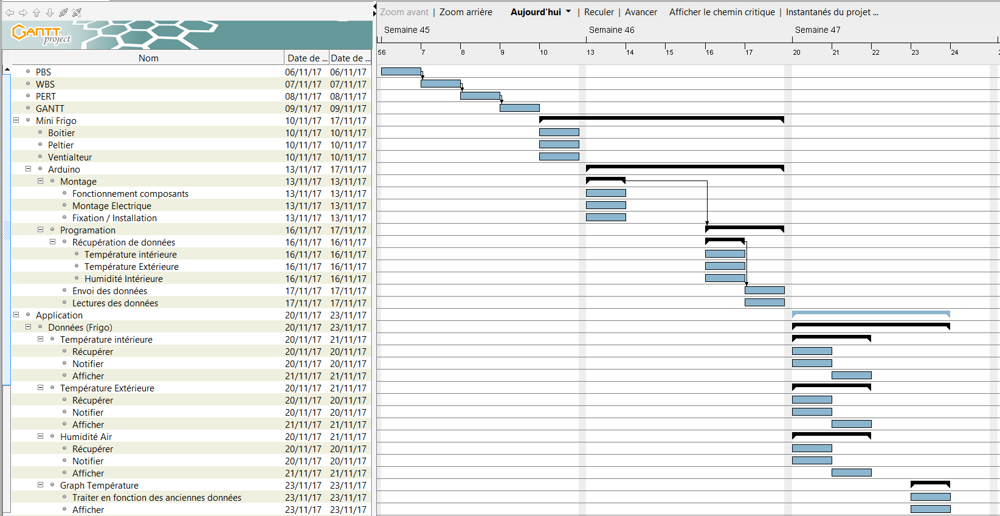 Zoom avant | Zoom arrière Aujourd'hui | Reculer | Avancer Afficher le chemin critique | Instantanés du projet ...
GANTT project
Semaine 45 Semaine 46 Semaine 47
56 7 8 9 10 13 14 15 16 17 20 21 22 23 24
Nom Date de ... Date de ...
PBS 06/11/17 06/11/17
WBS 07/11/17 07/11/17
PERT 08/11/17 08/11/17
GANTT 09/11/17 09/11/17
Mini Frigo 10/11/17 17/11/17
Boitier 10/11/17 10/11/17
Peltier 10/11/17 10/11/17
Ventialteur 10/11/17 10/11/17
Arduino 13/11/17 17/11/17
Montage 13/11/17 13/11/17
Fonctionnement composants 13/11/17 13/11/17
Montage Electrique 13/11/17 13/11/17
Fixation / Installation 13/11/17 13/11/17
Programation 16/11/17 17/11/17
Récupération de données 16/11/17 16/11/17
Température intérieure 16/11/17 16/11/17
Température Extérieure 16/11/17 16/11/17
Humidité Intérieure 16/11/17 16/11/17
Envoi des données 17/11/17 17/11/17
Lectures des données 17/11/17 17/11/17
Application 20/11/17 23/11/17
Données (Frigo) 20/11/17 23/11/17
Température intérieure 20/11/17 21/11/17
Récupérer 20/11/17 20/11/17
Notifier 20/11/17 20/11/17
Afficher 21/11/17 21/11/17
Température Extérieure 20/11/17 21/11/17
Récupérer 20/11/17 20/11/17
Notifier 20/11/17 20/11/17
Afficher 21/11/17 21/11/17
Humidité Air 20/11/17 21/11/17
Récupérer 20/11/17 20/11/17
Notifier 20/11/17 20/11/17
Afficher 21/11/17 21/11/17
Graph Température 23/11/17 23/11/17
Traiter en fonction des anciennes données 23/11/17 23/11/17
Afficher 23/11/17 23/11/17